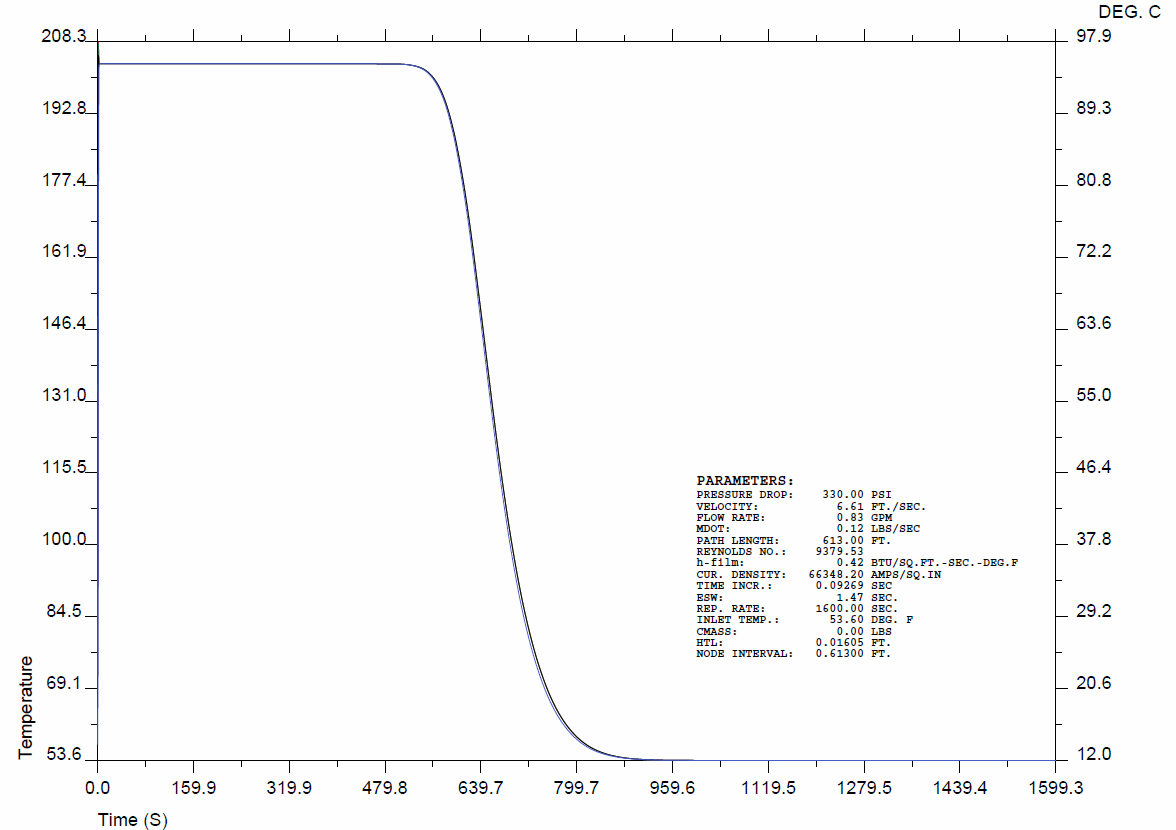 DEG. C
208.3 97.9
192.8 89.3
177.4 80.8
161.9 72.2
146.4 63.6
131.0 55.0
115.5 46.4
PARAMETERS:
PRESSURE DROP: 330.00 PSI
VELOCITY: 6.61 FT./SEC.
FLOW RATE: 0.83 GPM
MDOT: 0.12 LBS/SEC
PATH LENGTH: 613.00 FT.
REYNOLDS NO.: 9379.53
h-film: 0.42 BTU/SQ.FT.-SEC.-DEG.F
CUR. DENSITY: 66348.20 AMPS/SQ.IN
TIME INCR.: 0.09269 SEC
ESW: 1.47 SEC.
REP. RATE: 1600.00 SEC.
INLET TEMP.: 53.60 DEG. F
CMASS: 0.00 LBS
HTL: 0.01605 FT.
NODE INTERVAL: 0.61300 FT.
100.0 37.8
84.5 29.2
69.1 20.6
53.6 12.0
Temperature
0.0 159.9 319.9 479.8 639.7 799.7 959.6 1119.5 1279.5 1439.4 1599.3
Time (S)